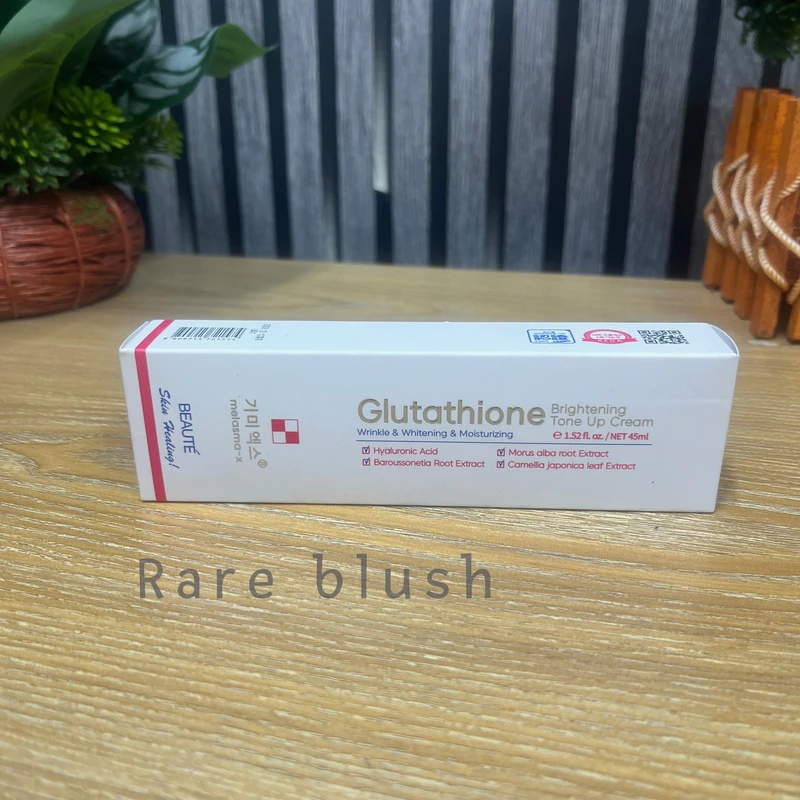 BEAUTÉ
Skin Healing!
기미엑스®
melasma-x
Glutathione
Brightening
Tone Up Cream
Wrinkle & Whitening & Moisturizing
℮ 1.52 fl. oz. / NET 45ml
Hyaluronic Acid
Morus alba root Extract
Baroussonetia Root Extract
Camellia japonica leaf Extract
Rare blush